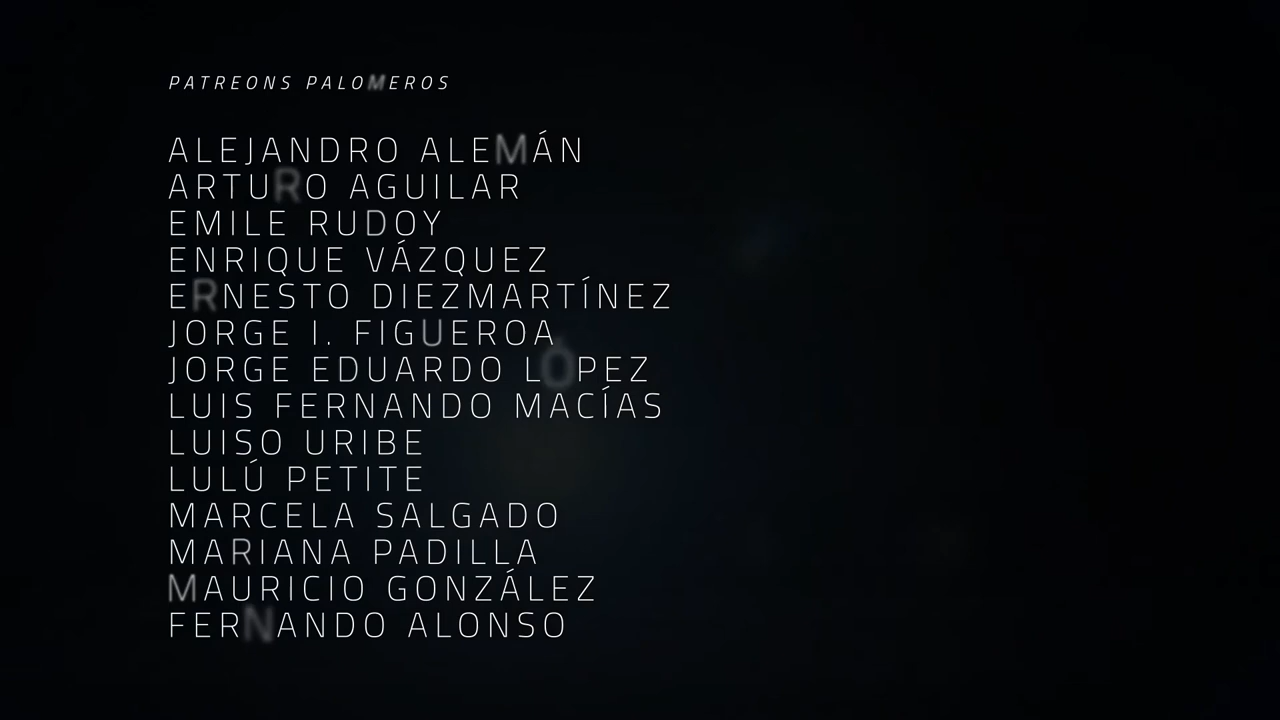 PATREONS PALOMEROS
ALEJANDRO ALEMÁN
ARTURO AGUILAR
EMILE RUDOY
ENRIQUE VÁZQUEZ
ERNESTO DIEZMARTÍNEZ
JORGE I. FIGUEROA
JORGE EDUARDO LÓPEZ
LUIS FERNANDO MACÍAS
LUISO URIBE
LULÚ PETITE
MARCELA SALGADO
MARIANA PADILLA
MAURICIO GONZÁLEZ
FERNANDO ALONSO